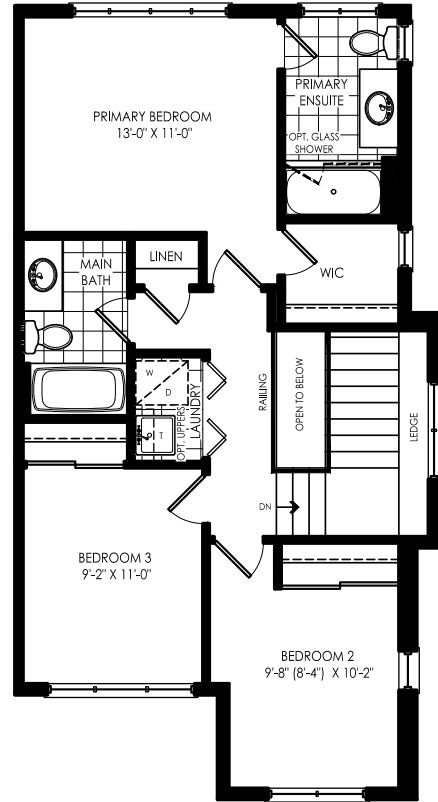 PRIMARY BEDROOM
13'-0" X 11'-0"
PRIMARY
ENSUITE
OPT. GLASS
SHOWER
MAIN
BATH
LINEN
WIC
W
D
OPT. UPPERS
LAUNDRY
T
RAILLING
OPEN TO BELOW
LEDGE
DN
BEDROOM 3
9'-2" X 11'-0"
BEDROOM 2
9'-8" (8'-4") X 10'-2"